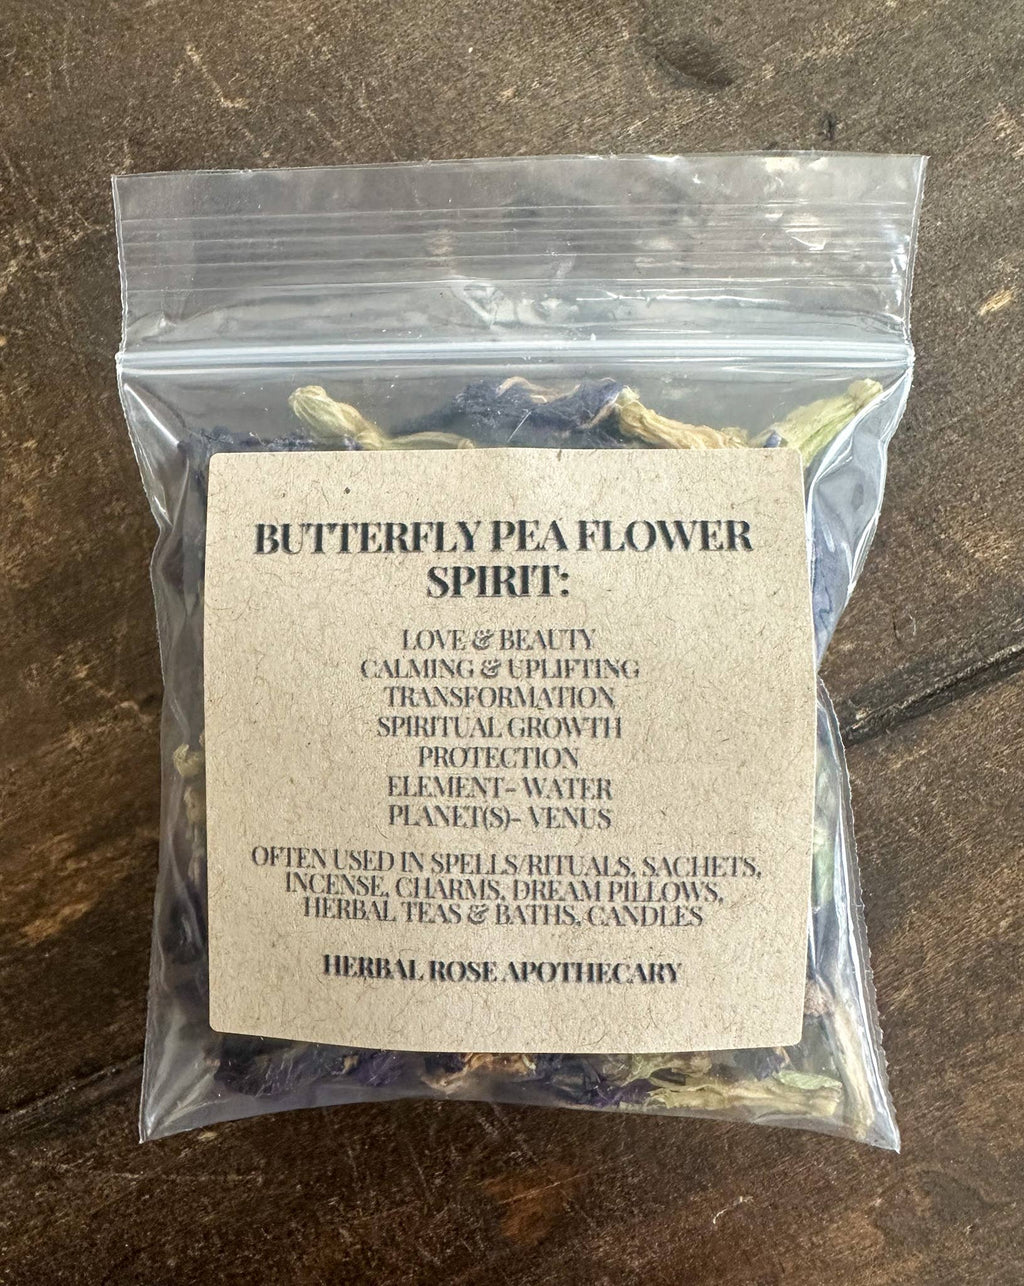 BUTTERFLY PEA FLOWER
SPIRIT:
LOVE & BEAUTY
CALMING & UPLIFTING
TRANSFORMATION
SPIRITUAL GROWTH
PROTECTION
ELEMENT- WATER
PLANET(S)- VENUS
OFTEN USED IN SPELLS/RITUALS, SACHETS,
INCENSE, CHARMS, DREAM PILLOWS,
HERBAL TEAS & BATHS, CANDLES
HERBAL ROSE APOTHECARY